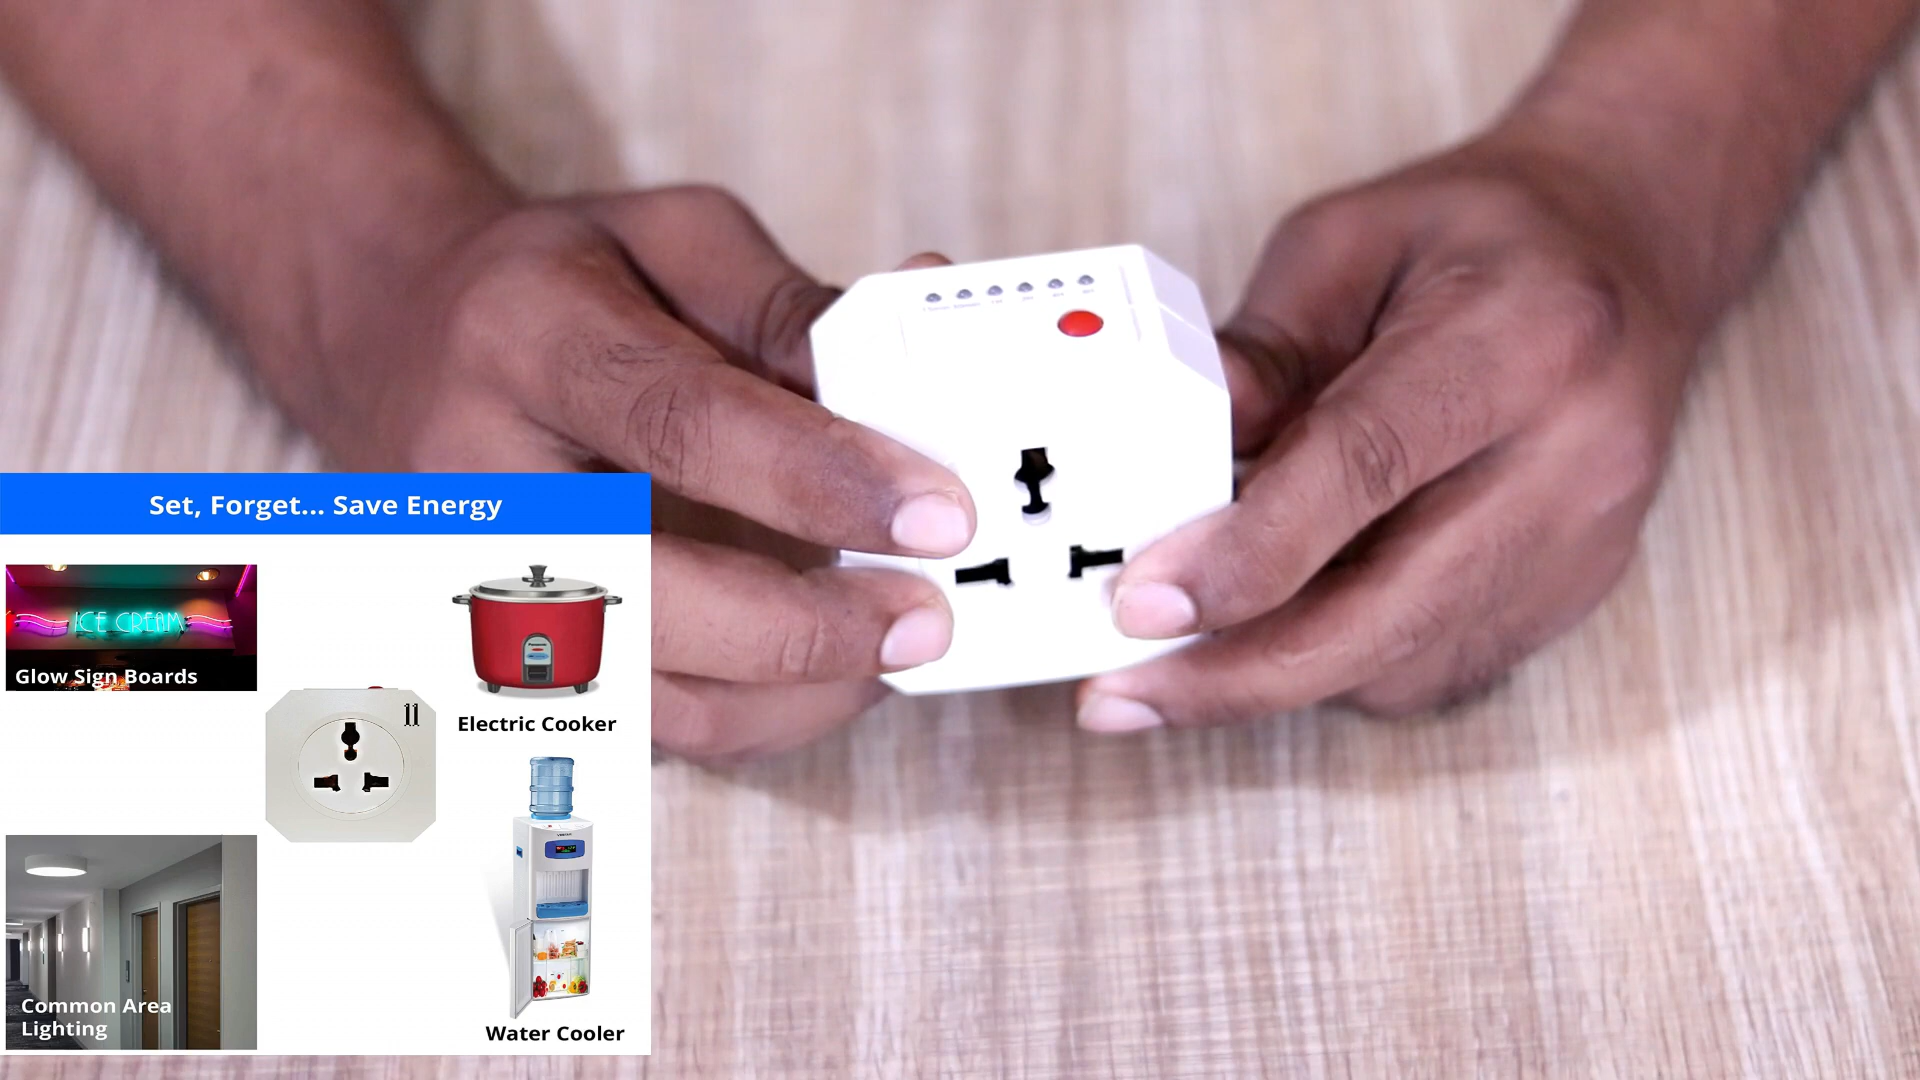 Set, Forget... Save Energy
ICE CREAM
Glow Sign Boards
Electric Cooker
Common Area
Lighting
Water Cooler